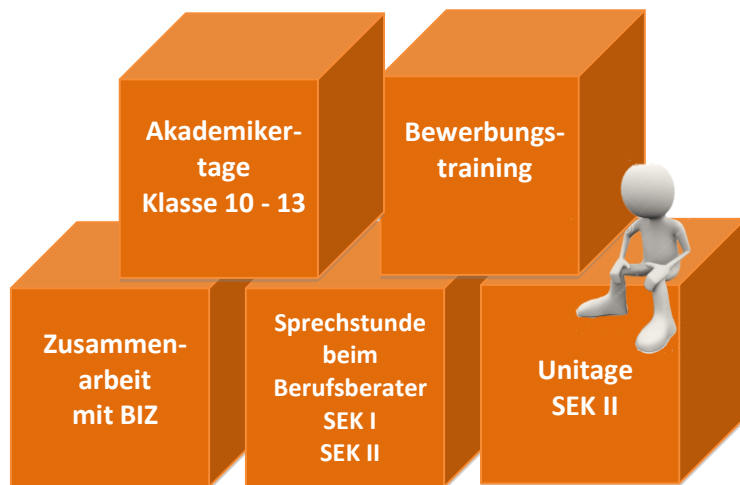 Akademiker-
tage
Klasse 10 - 13
Bewerbungs-
training
Zusammen-
arbeit
mit BIZ
Sprechstunde
beim
Berufsberater
SEK I
SEK II
Unitage
SEK II